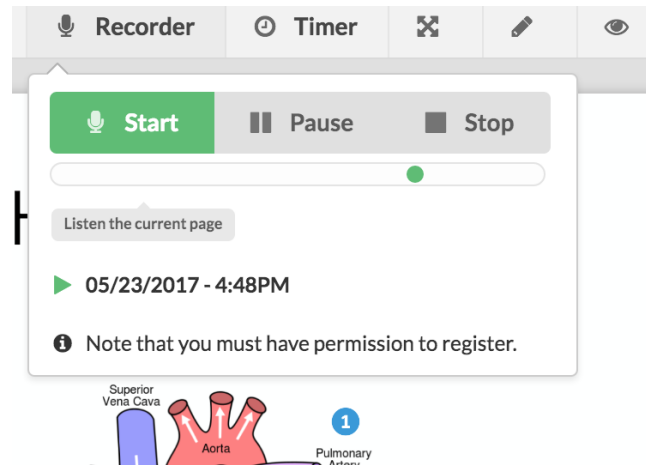 Recorder Timer
Start Pause Stop
H
Listen the current page
05/23/2017 - 4:48PM
Note that you must have permission to register.
Superior
Vena Cava
1
Aorta
Pulmonary
Artery